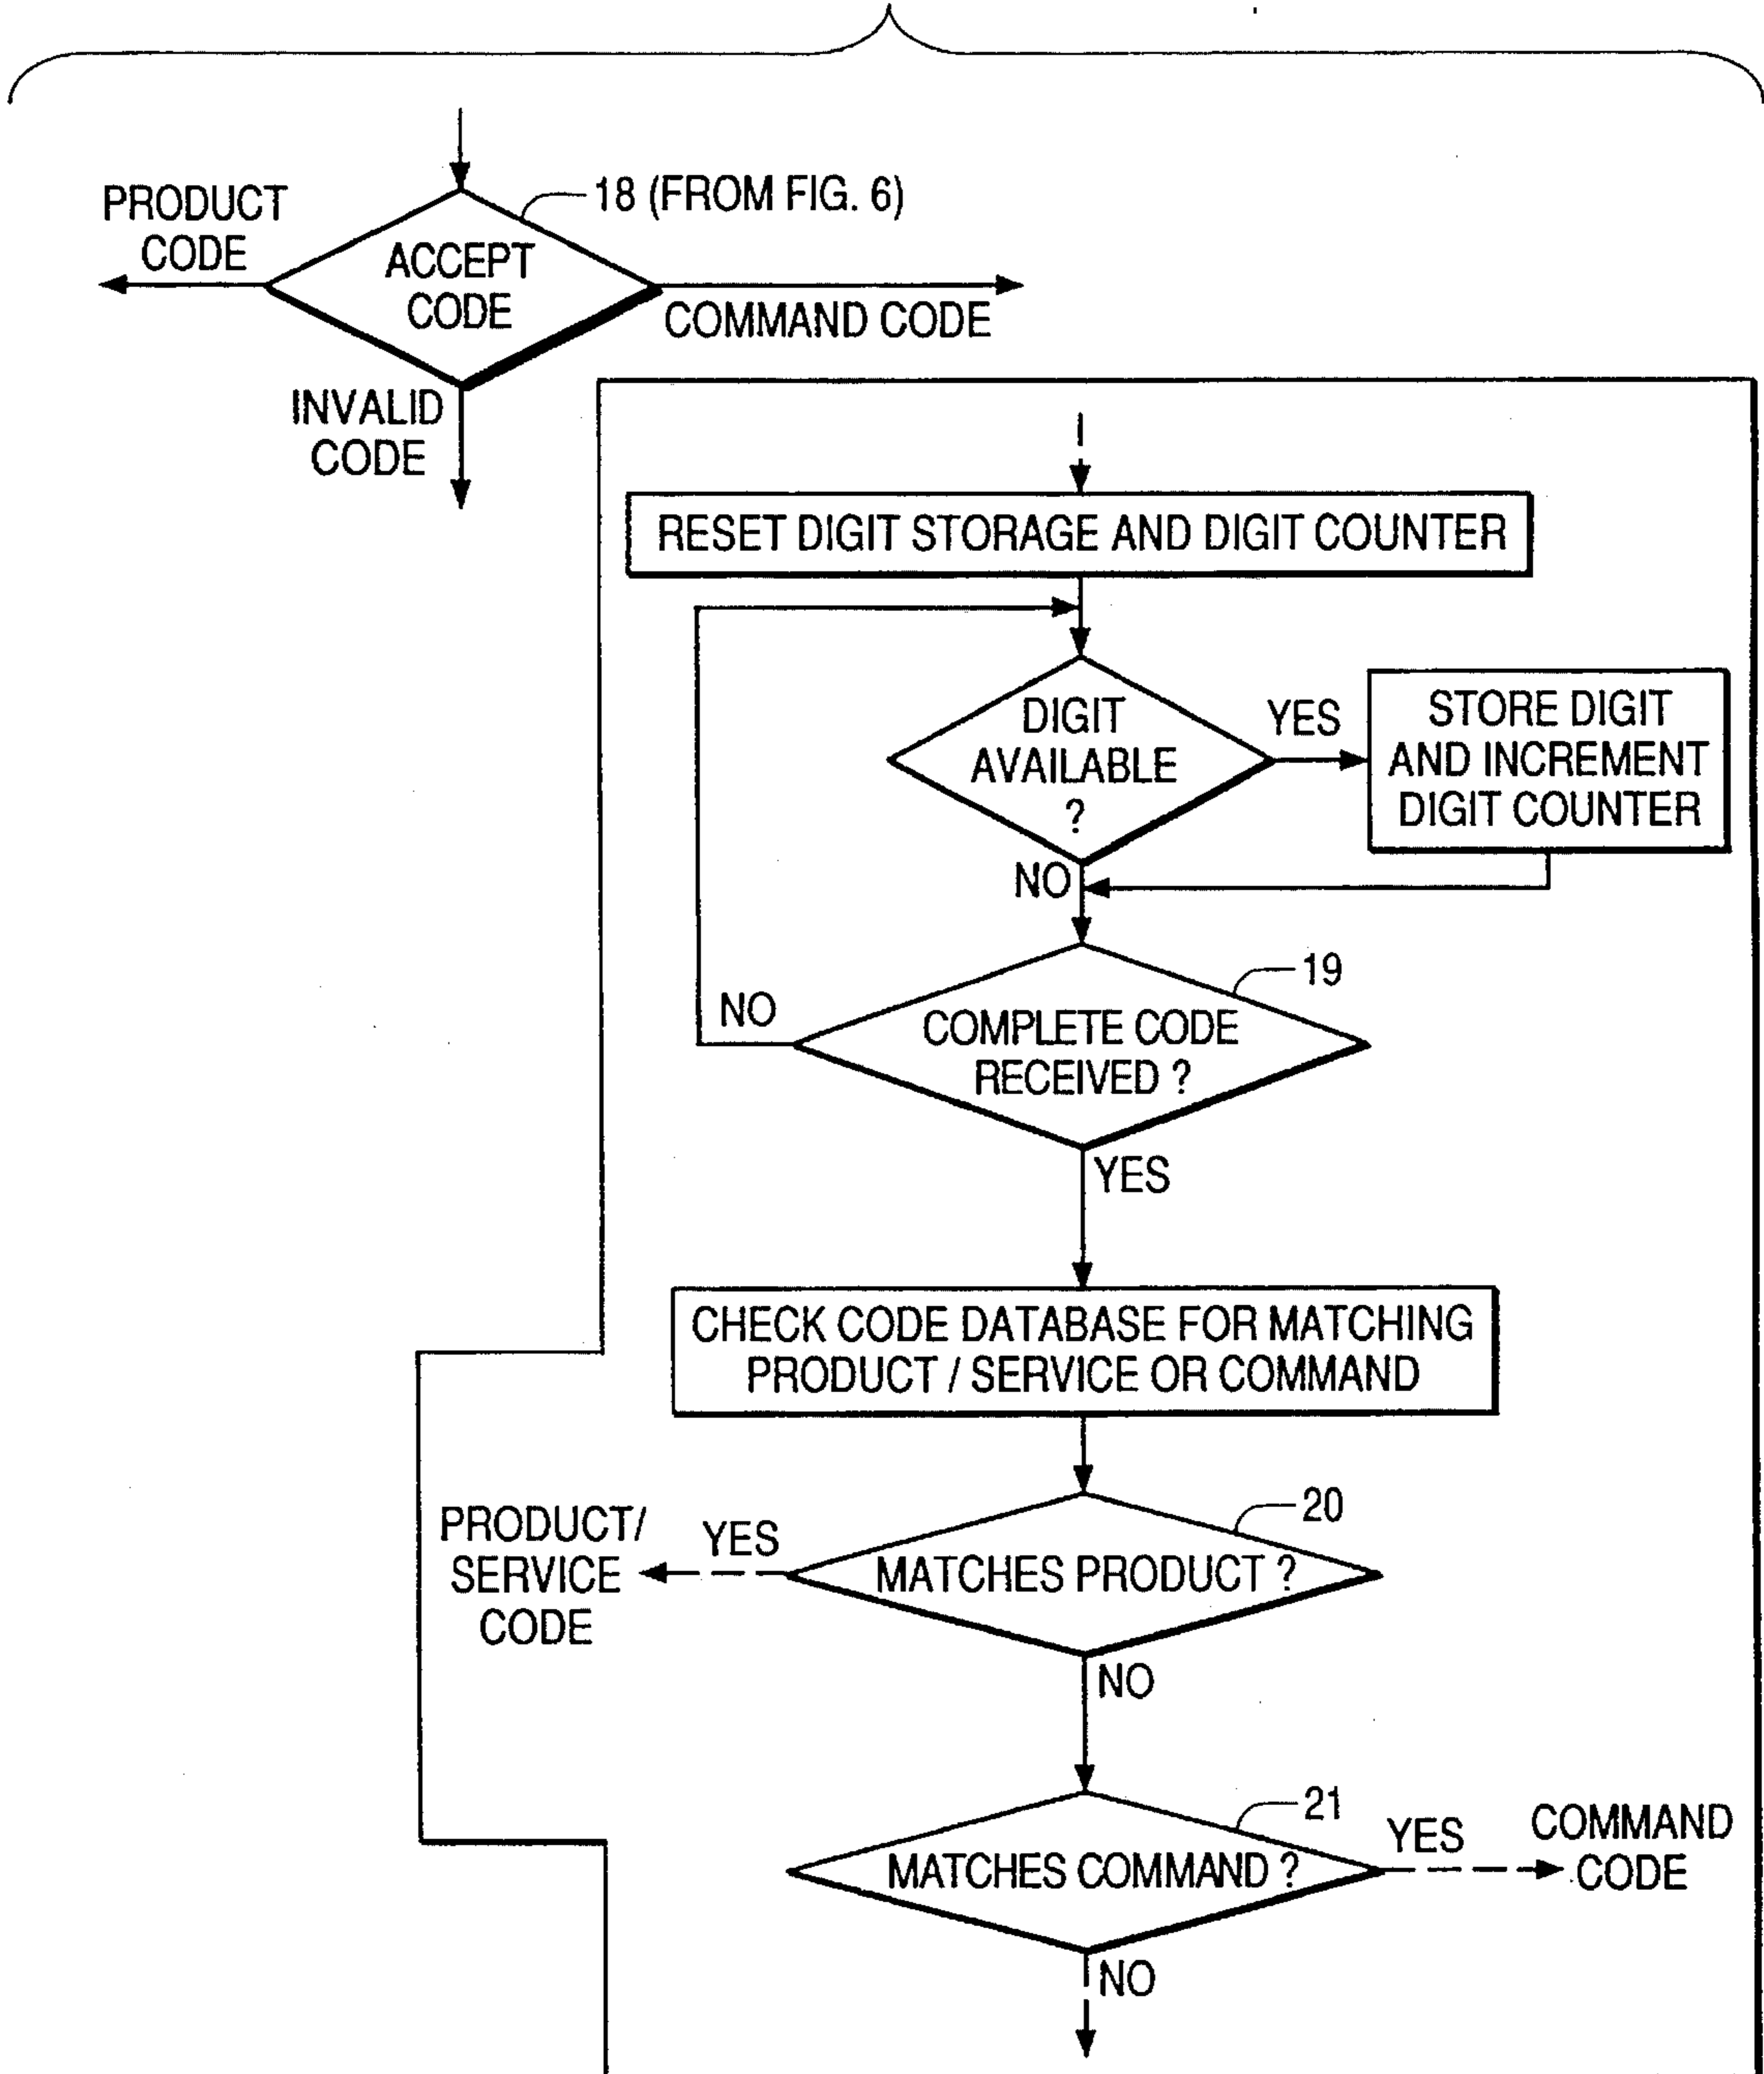 18 (FROM FIG. 6)
PRODUCT
CODE
ACCEPT
CODE
COMMAND CODE
INVALID
CODE
RESET DIGIT STORAGE AND DIGIT COUNTER
DIGIT
AVAILABLE
?
YES
STORE DIGIT
AND INCREMENT
DIGIT COUNTER
NO
19
NO
COMPLETE CODE
RECEIVED ?
YES
CHECK CODE DATABASE FOR MATCHING
PRODUCT / SERVICE OR COMMAND
20
PRODUCT/
SERVICE
CODE
YES
MATCHES PRODUCT ?
NO
21
MATCHES COMMAND ?
YES
COMMAND
CODE
NO